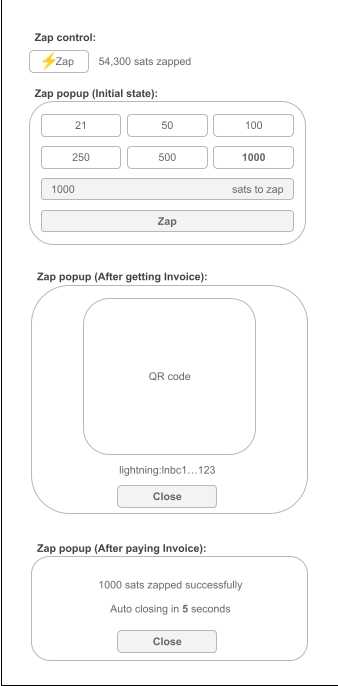 Zap control:
⚡Zap 54,300 sats zapped
Zap popup (Initial state):
21 50 100
250 500 1000
1000 sats to zap
Zap
Zap popup (After getting Invoice):
QR code
lightning:lnbc1…123
Close
Zap popup (After paying Invoice):
1000 sats zapped successfully
Auto closing in 5 seconds
Close